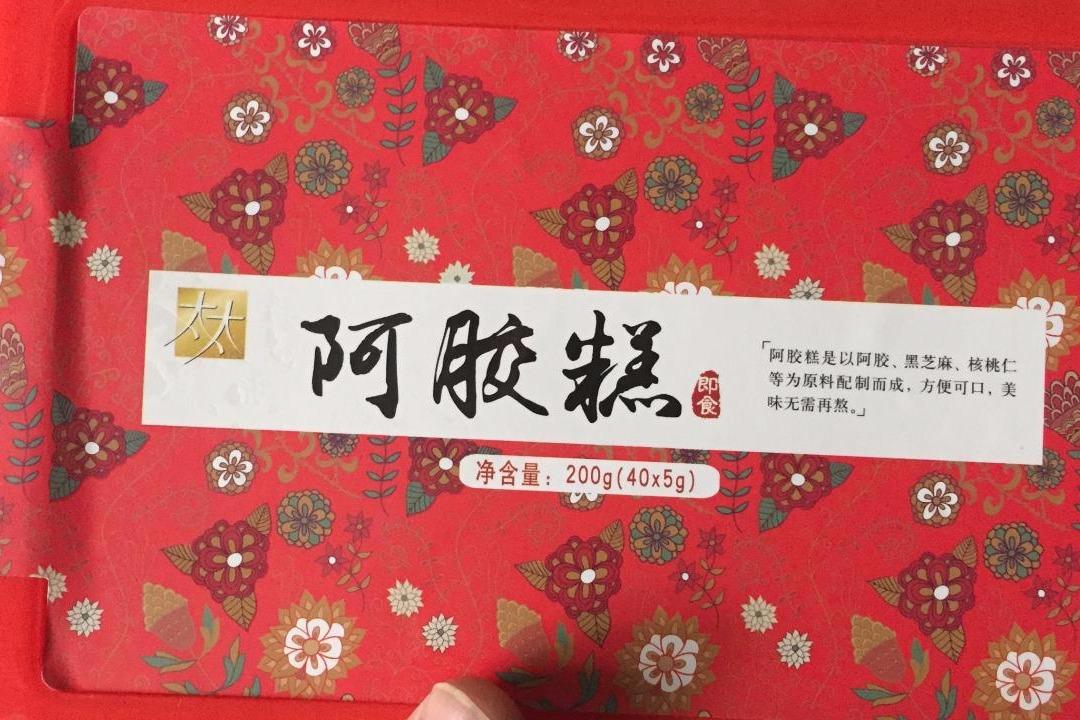 阿胶糕
即食
「阿胶糕是以阿胶、黑芝麻、核桃仁
等为原料配制而成，方便可口，美
味无需再熬。」
净含量：200g(40x5g)